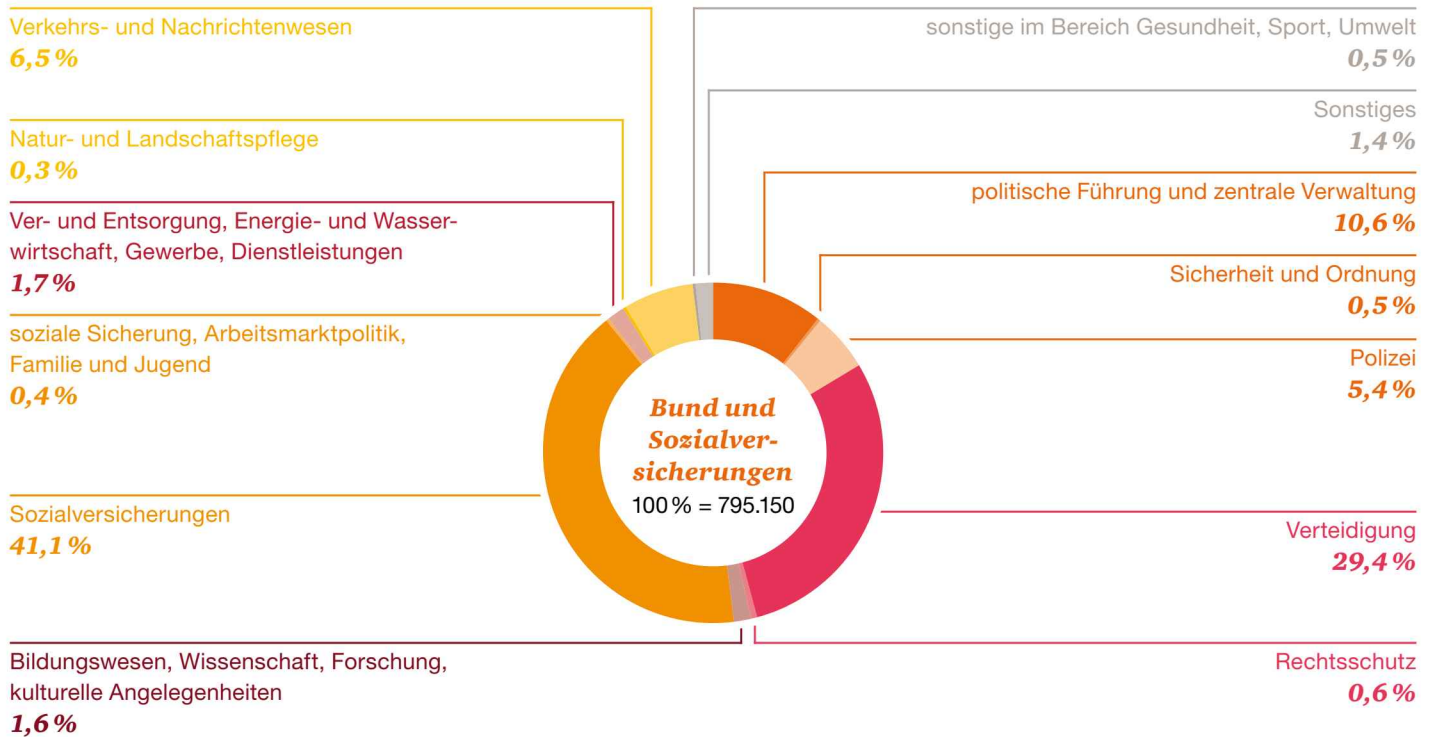 Verkehrs- und Nachrichtenwesen
6,5 %
Natur- und Landschaftspflege
0,3 %
Ver- und Entsorgung, Energie- und Wasser-
wirtschaft, Gewerbe, Dienstleistungen
1,7 %
soziale Sicherung, Arbeitsmarktpolitik,
Familie und Jugend
0,4 %
Sozialversicherungen
41,1 %
Bildungswesen, Wissenschaft, Forschung,
kulturelle Angelegenheiten
1,6 %
Bund und
Sozialver-
sicherungen
100 % = 795.150
sonstige im Bereich Gesundheit, Sport, Umwelt
0,5 %
Sonstiges
1,4 %
politische Führung und zentrale Verwaltung
10,6 %
Sicherheit und Ordnung
0,5 %
Polizei
5,4 %
Verteidigung
29,4 %
Rechtsschutz
0,6 %